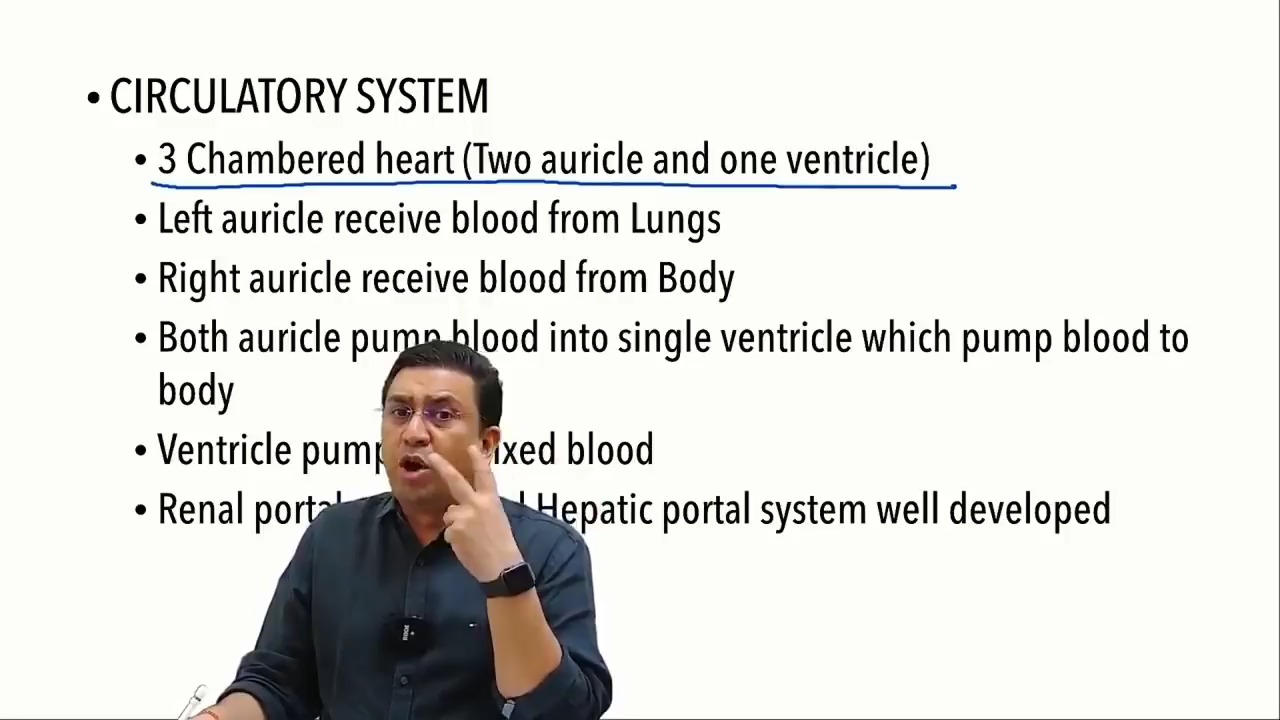 • CIRCULATORY SYSTEM
• 3 Chambered heart (Two auricle and one ventricle)
• Left auricle receive blood from Lungs
• Right auricle receive blood from Body
• Both auricle pump blood into single ventricle which pump blood to
body
• Ventricle pump blood
• Renal Hepatic portal system well developed